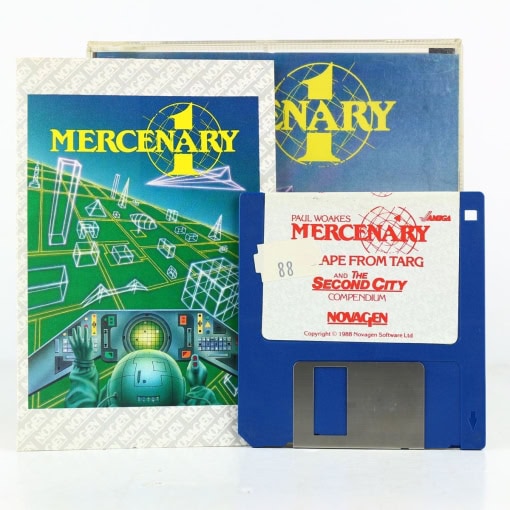 MERCENARY
1
1
ENARY
PAUL WOAKES
AMIGA
MERCENARY
APE FROM TARG
AND THE
SECOND CITY
COMPENDIUM
NOVAGEN
Copyright © 1988 Novagen Software Ltd
88
NOVAGEN